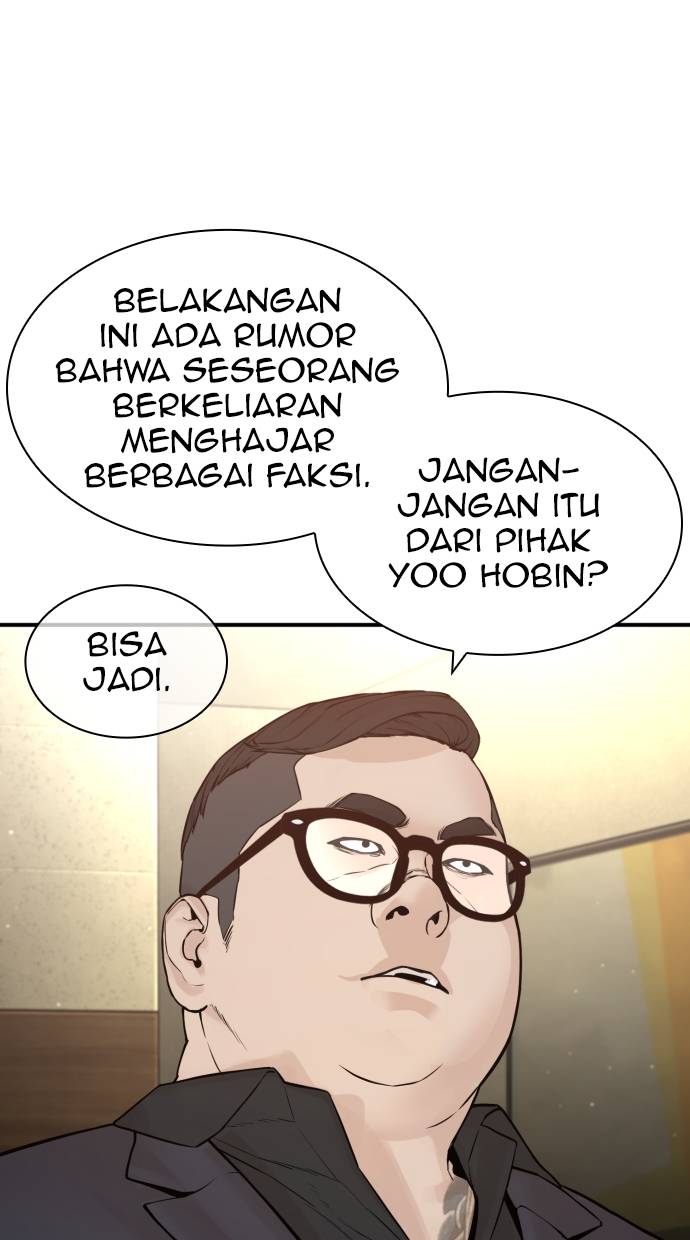 BELAKANGAN
INI ADA RUMOR
BAHWA SESEORANG
BERKELIARAN
MENGHAJAR
BERBAGAI FAKSI.
JANGAN-
JANGAN ITU
DARI PIHAK
YOO HOBIN?
BISA
JADI.